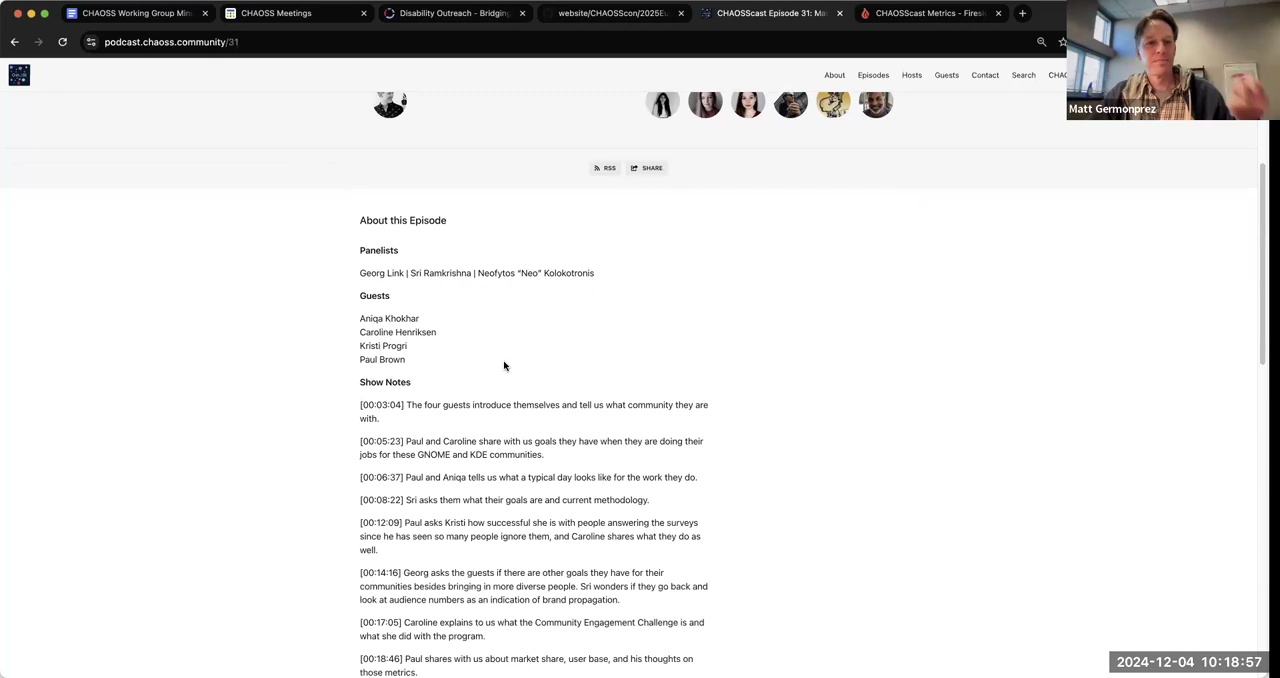 CHAOSS Working Group Min
CHAOSS Meetings
Disability Outreach - Bridging
website/CHAOSScon/2025Eu
CHAOSScast Episode 31: Ma
CHAOSScast Metrics - Firesi
podcast.chaoss.community/31
About
Episodes
Hosts
Guests
Contact
Search
CHAO
Matt Germonprez
RSS
SHARE
About this Episode
Panelists
Georg Link | Sri Ramkrishna | Neofytos “Neo” Kolokotronis
Guests
Aniqa Khokhar
Caroline Henriksen
Kristi Progri
Paul Brown
Show Notes
[00:03:04] The four guests introduce themselves and tell us what community they are
with.
[00:05:23] Paul and Caroline share with us goals they have when they are doing their
jobs for these GNOME and KDE communities.
[00:06:37] Paul and Aniqa tells us what a typical day looks like for the work they do.
[00:08:22] Sri asks them what their goals are and current methodology.
[00:12:09] Paul asks Kristi how successful she is with people answering the surveys
since he has seen so many people ignore them, and Caroline shares what they do as
well.
[00:14:16] Georg asks the guests if there are other goals they have for their
communities besides bringing in more diverse people. Sri wonders if they go back and
look at audience numbers as an indication of brand propagation.
[00:17:05] Caroline explains to us what the Community Engagement Challenge is and
what she did with the program.
[00:18:46] Paul shares with us about market share, user base, and his thoughts on
those metrics.
2024-12-04 10:18:57